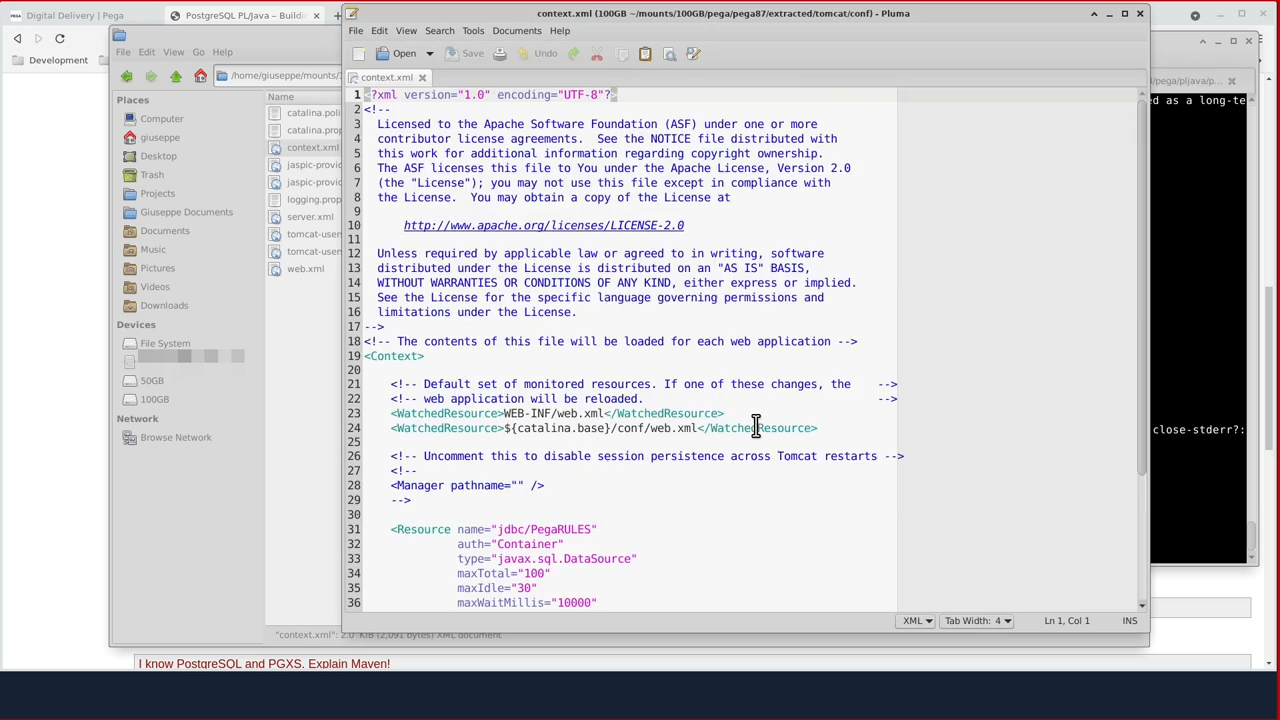 Digital Delivery | Pega
PostgreSQL PL/Java – Buildi
Development
File Edit View Go Help
/home/giuseppe/mounts/1
Places
Computer
giuseppe
Desktop
Trash
Projects
Giuseppe Documents
Documents
Music
Pictures
Videos
Downloads
Devices
File System
50GB
100GB
Network
Browse Network
Name
catalina.poli
catalina.prop
context.xml
jaspic-provid
jaspic-provid
logging.prop
server.xml
tomcat-user
tomcat-user
web.xml
"context.xml": 2.0 KiB (2,091 bytes) XML document
context.xml (100GB ~/mounts/100GB/pega/pega87/extracted/tomcat/conf) - Pluma
File Edit View Search Tools Documents Help
Open Save Undo
context.xml
1 <?xml version="1.0" encoding="UTF-8"?>
2 <!--
3   Licensed to the Apache Software Foundation (ASF) under one or more
4   contributor license agreements.  See the NOTICE file distributed with
5   this work for additional information regarding copyright ownership.
6   The ASF licenses this file to You under the Apache License, Version 2.0
7   (the "License"); you may not use this file except in compliance with
8   the License.  You may obtain a copy of the License at
9
10       http://www.apache.org/licenses/LICENSE-2.0
11
12   Unless required by applicable law or agreed to in writing, software
13   distributed under the License is distributed on an "AS IS" BASIS,
14   WITHOUT WARRANTIES OR CONDITIONS OF ANY KIND, either express or implied.
15   See the License for the specific language governing permissions and
16   limitations under the License.
17 -->
18 <!-- The contents of this file will be loaded for each web application -->
19 <Context>
20
21     <!-- Default set of monitored resources. If one of these changes, the    -->
22     <!-- web application will be reloaded.                                   -->
23     <WatchedResource>WEB-INF/web.xml</WatchedResource>
24     <WatchedResource>${catalina.base}/conf/web.xml</WatchedResource>
25
26     <!-- Uncomment this to disable session persistence across Tomcat restarts -->
27     <!--
28     <Manager pathname="" />
29     -->
30
31     <Resource name="jdbc/PegaRULES"
32               auth="Container"
33               type="javax.sql.DataSource"
34               maxTotal="100"
35               maxIdle="30"
36               maxWaitMillis="10000"
XML Tab Width: 4 Ln 1, Col 1 INS
/pega/pljava/p...
ed as a long-te
close-stderr?:
I know PostgreSQL and PGXS. Explain Maven!